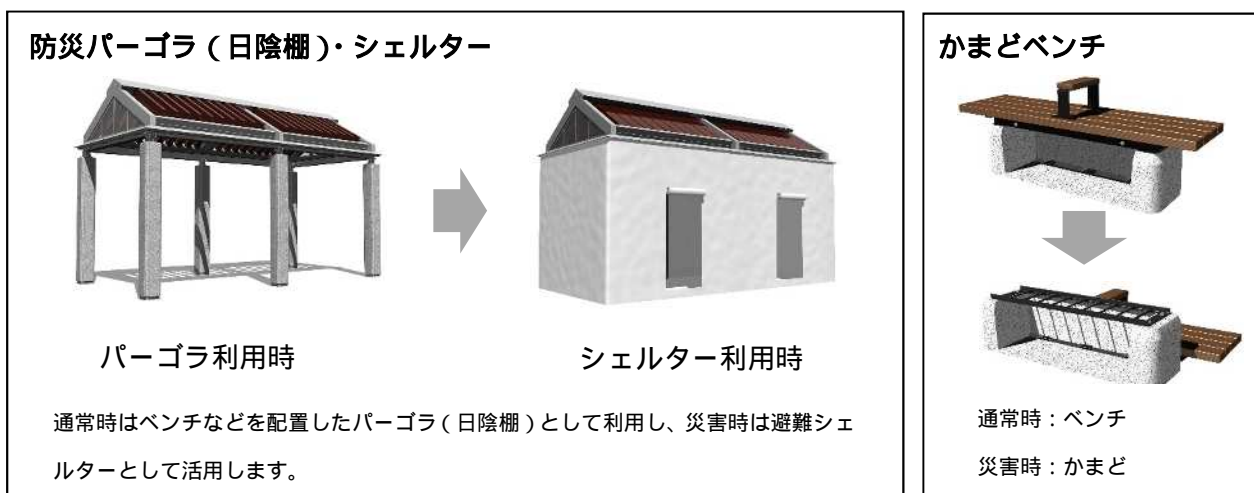 防災パーゴラ（日陰棚）・シェルター
パーゴラ利用時
シェルター利用時
通常時はベンチなどを配置したパーゴラ（日陰棚）として利用し、災害時は避難シェ
ルターとして活用します。
かまどベンチ
通常時：ベンチ
災害時：かまど